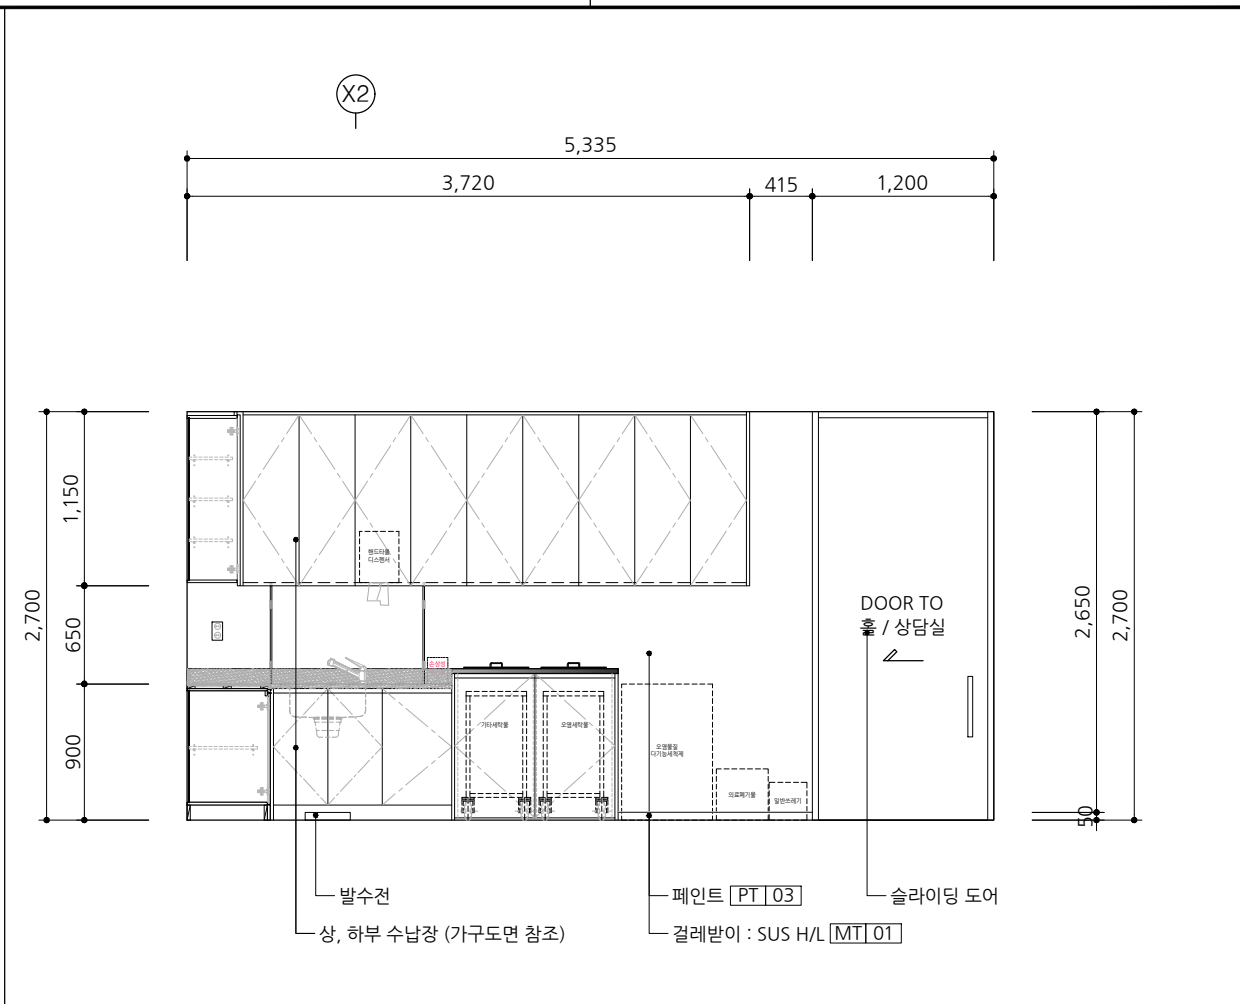 X2
5,335
3,720
415
1,200
1,150
650
900
2,700
2,650
2,700
50
핸드타올
디스펜서
손살생
DOOR TO
홀 / 상담실
기타세탁물
오염세탁물
오염물질
다기능세척제
의료폐기물
일반쓰레기
발수전
상, 하부 수납장 (가구도면 참조)
페인트 PT 03
걸레받이 : SUS H/L MT 01
슬라이딩 도어